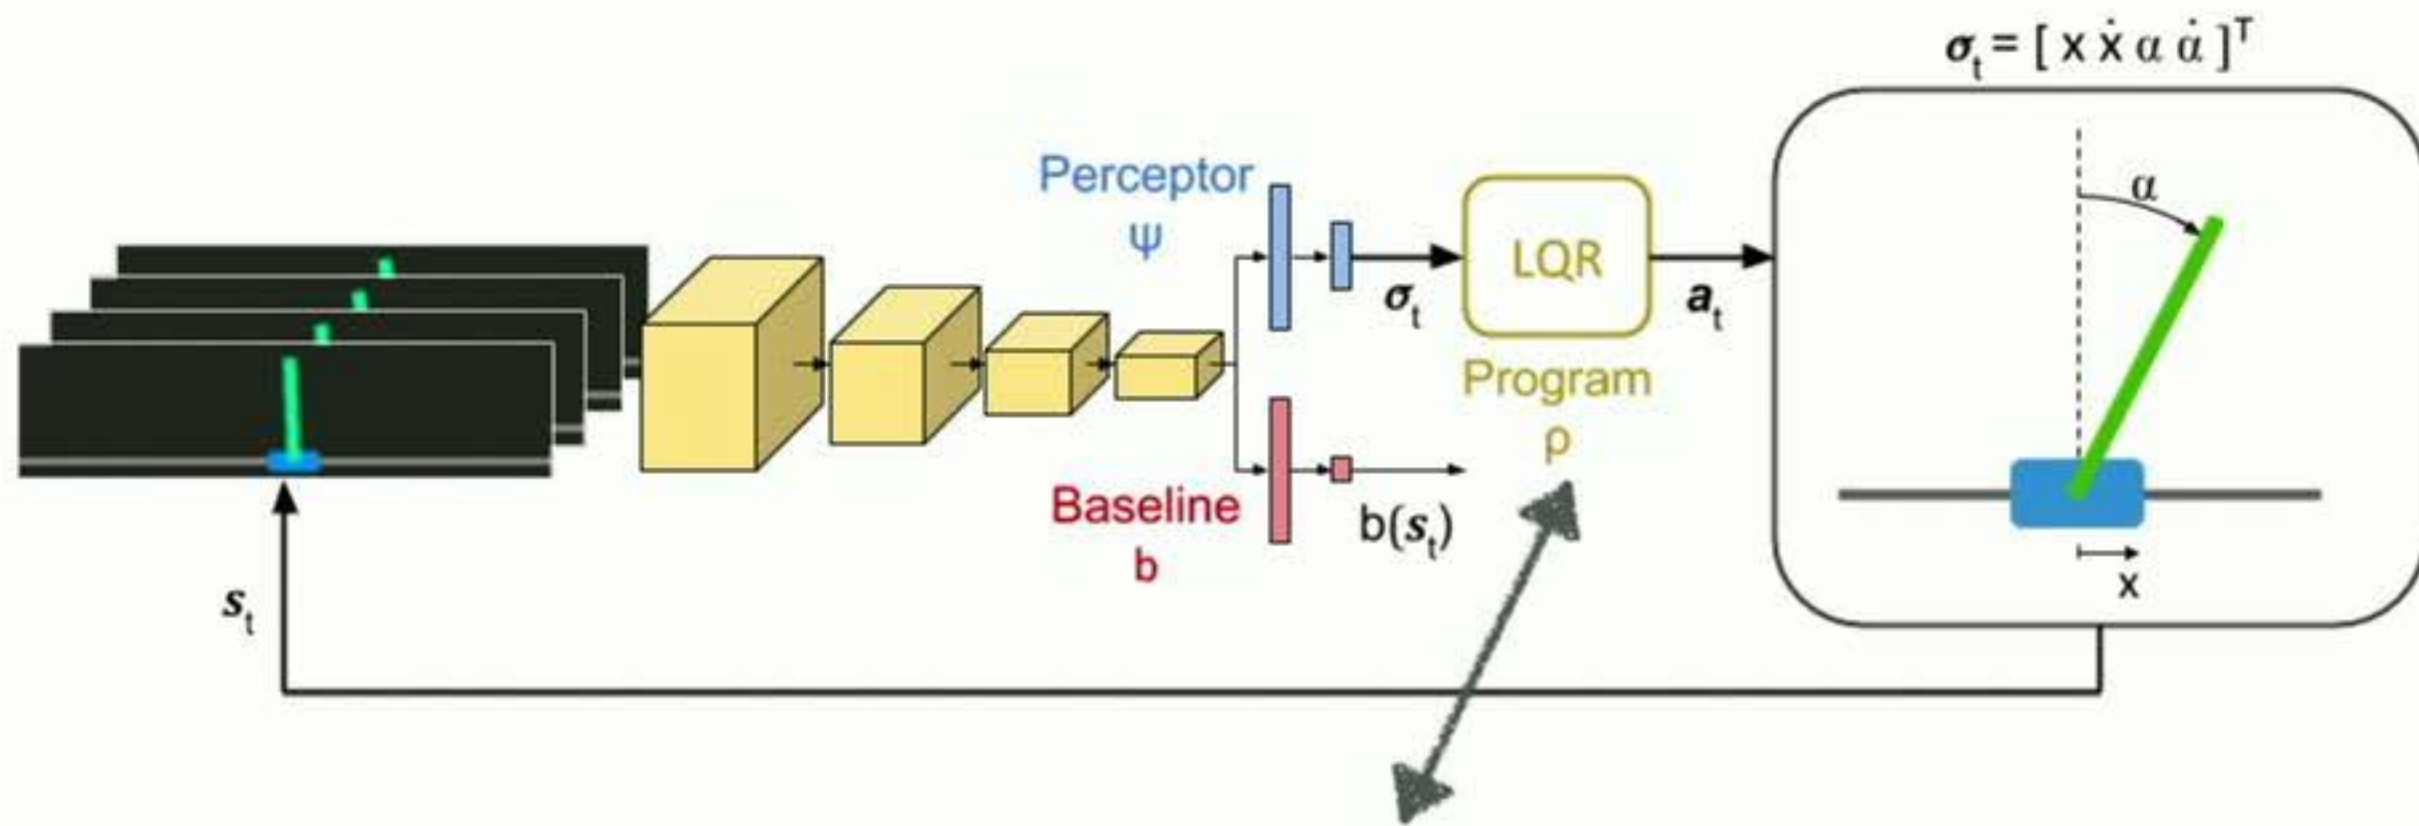 σt = [ x ẋ α α̇ ]ᵀ
Perceptor
ψ
α
LQR
σt
at
Program
ρ
Baseline
b
b(st)
x
st